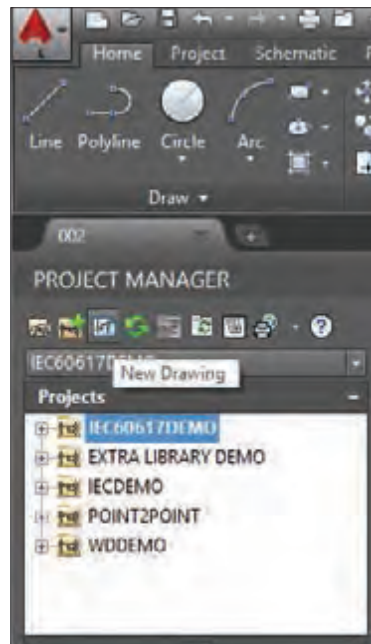 Home Project Schematic
Line Polyline Circle Arc
Draw
002
PROJECT MANAGER
New Drawing
Projects
IEC60617DEMO
EXTRA LIBRARY DEMO
IECDEMO
POINT2POINT
WDDEMO